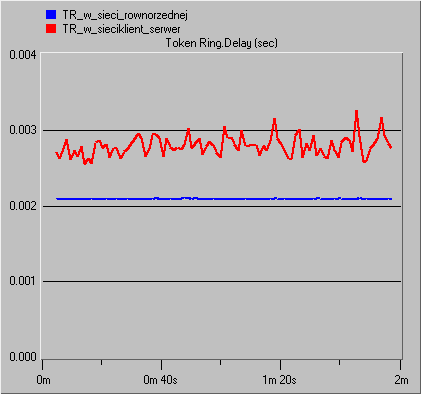 TR_w_sieci_rownorzednej
TR_w_sieciklient_serwer
Token Ring.Delay (sec)
0.004
0.003
0.002
0.001
0.000
0m 0m 40s 1m 20s 2m